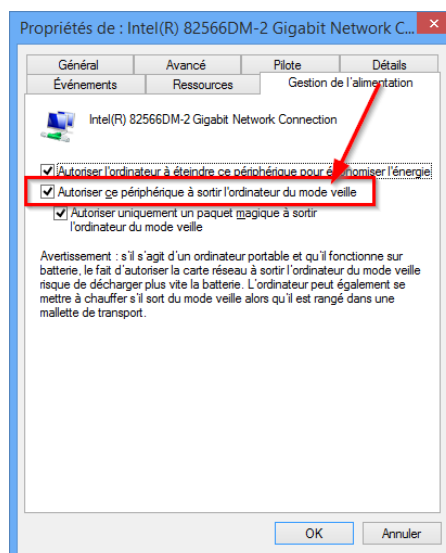 Propriétés de : Intel(R) 82566DM-2 Gigabit Network C...
Général Avancé Pilote Détails
Événements Ressources Gestion de l'alimentation
Intel(R) 82566DM-2 Gigabit Network Connection
Autoriser l'ordinateur à éteindre ce périphérique pour économiser l'énergie
Autoriser ce périphérique à sortir l'ordinateur du mode veille
Autoriser uniquement un paquet magique à sortir
l'ordinateur du mode veille
Avertissement : s'il s'agit d'un ordinateur portable et qu'il fonctionne sur
batterie, le fait d'autoriser la carte réseau à sortir l'ordinateur du mode veille
risque de décharger plus vite la batterie. L'ordinateur peut également se
mettre à chauffer s'il sort du mode veille alors qu'il est rangé dans une
mallette de transport.
OK Annuler